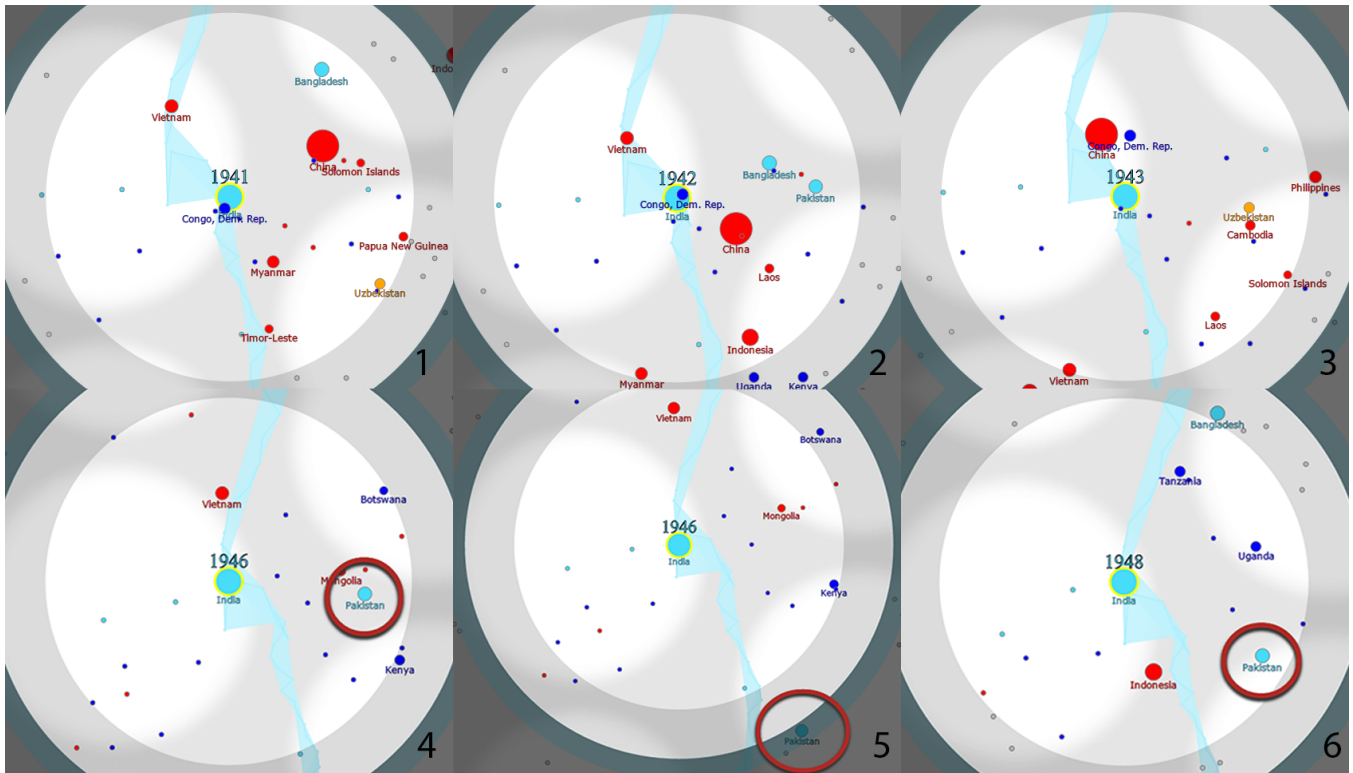 Indo
Bangladesh
Vietnam
China
Solomon Islands
1941
India
Congo, Dem. Rep.
Papua New Guinea
Myanmar
Uzbekistan
Timor-Leste
1
Vietnam
Bangladesh
1942
Pakistan
Congo, Dem. Rep.
India
China
Laos
Indonesia
Myanmar
Uganda
Kenya
2
Congo, Dem. Rep.
China
1943
Philippines
India
Uzbekistan
Cambodia
Solomon Islands
Laos
Vietnam
3
Vietnam
Botswana
1946
Mongolia
India
Pakistan
Kenya
4
Vietnam
Botswana
Mongolia
1946
India
Kenya
Pakistan
5
Bangladesh
Tanzania
Uganda
1948
India
Pakistan
Indonesia
6